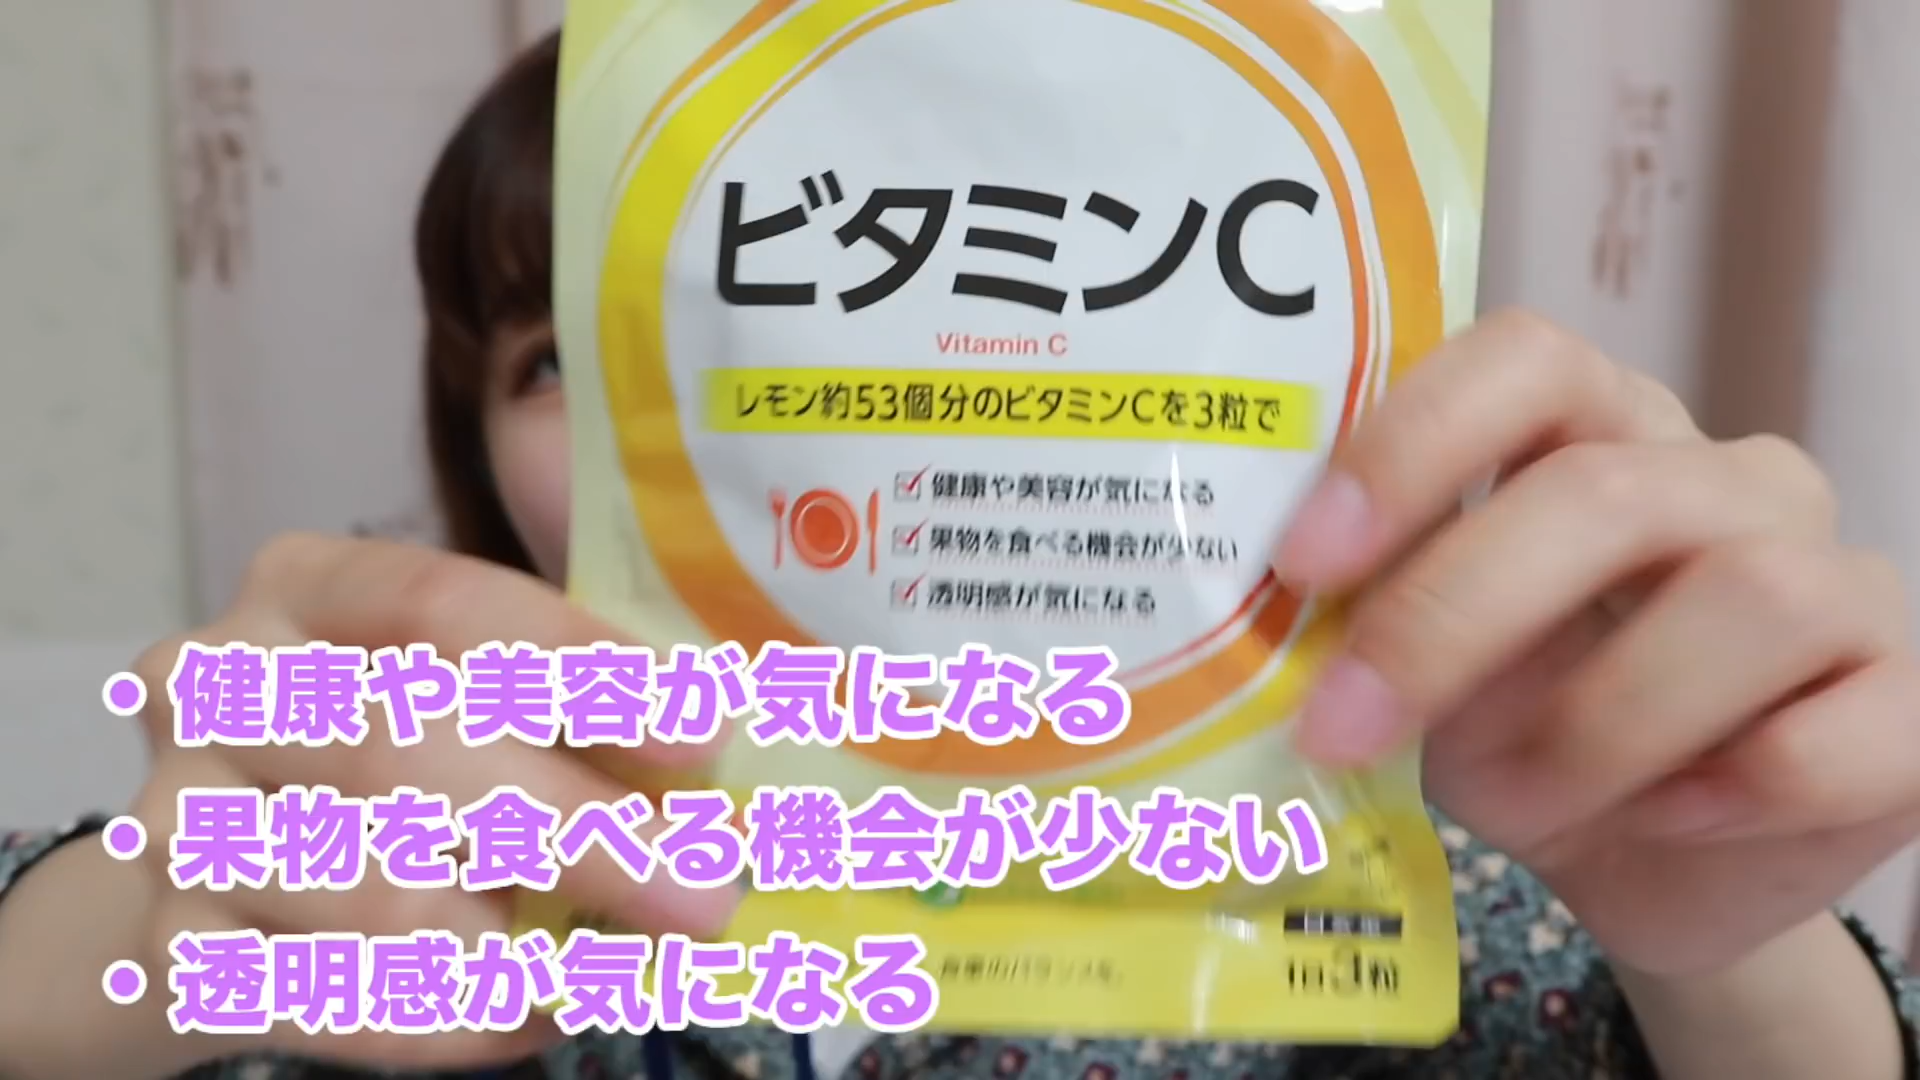 ビタミンC
Vitamin C
レモン約53個分のビタミンCを3粒で
健康や美容が気になる
果物を食べる機会が少ない
透明感が気になる
・健康や美容が気になる
・果物を食べる機会が少ない
・透明感が気になる
1日3粒